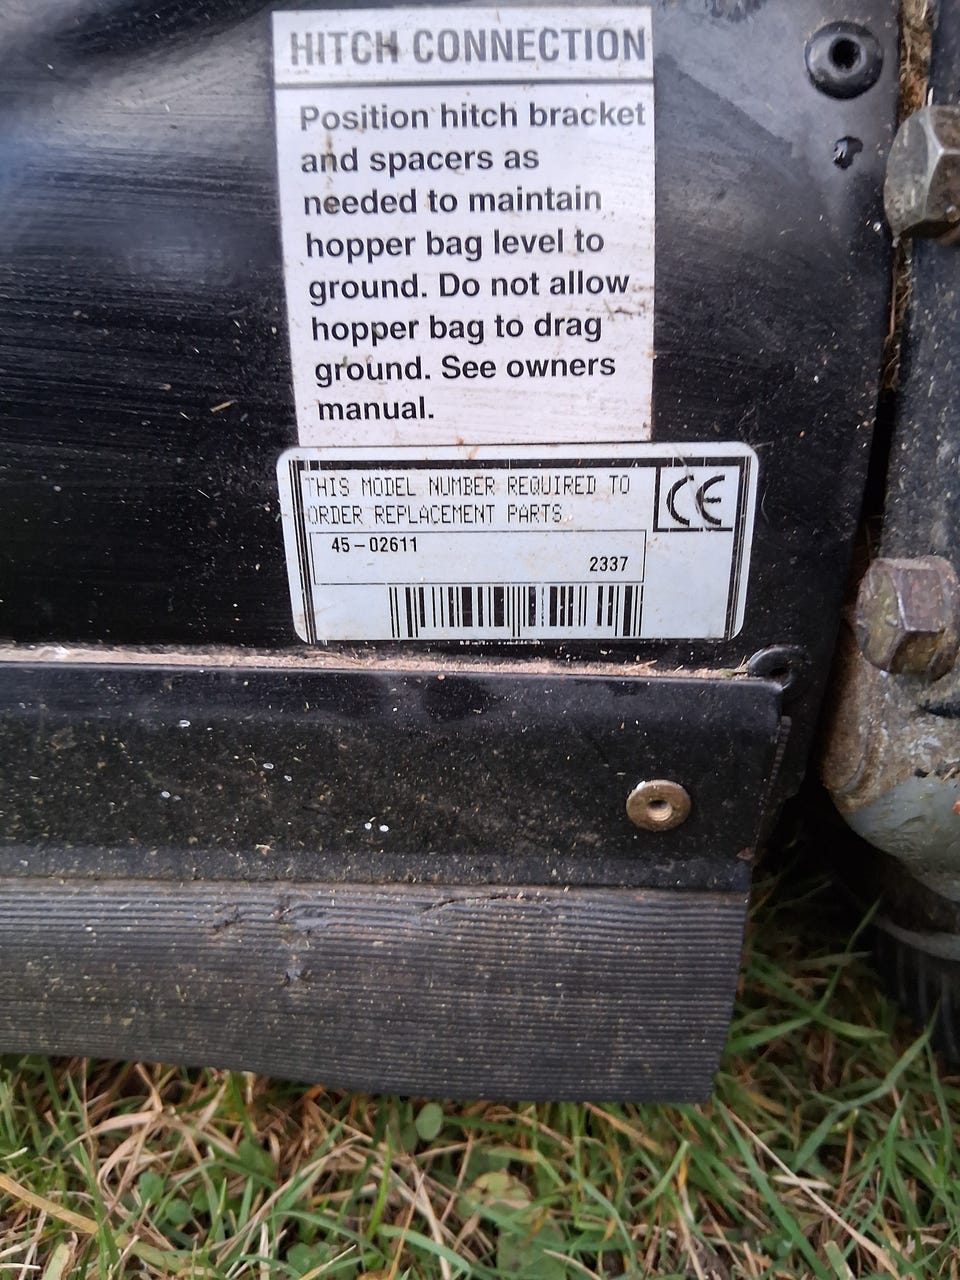 HITCH CONNECTION
Position hitch bracket
and spacers as
needed to maintain
hopper bag level to
ground. Do not allow
hopper bag to drag
ground. See owners
manual.
THIS MODEL NUMBER REQUIRED TO
ORDER REPLACEMENT PARTS.
CE
45-02611
2337